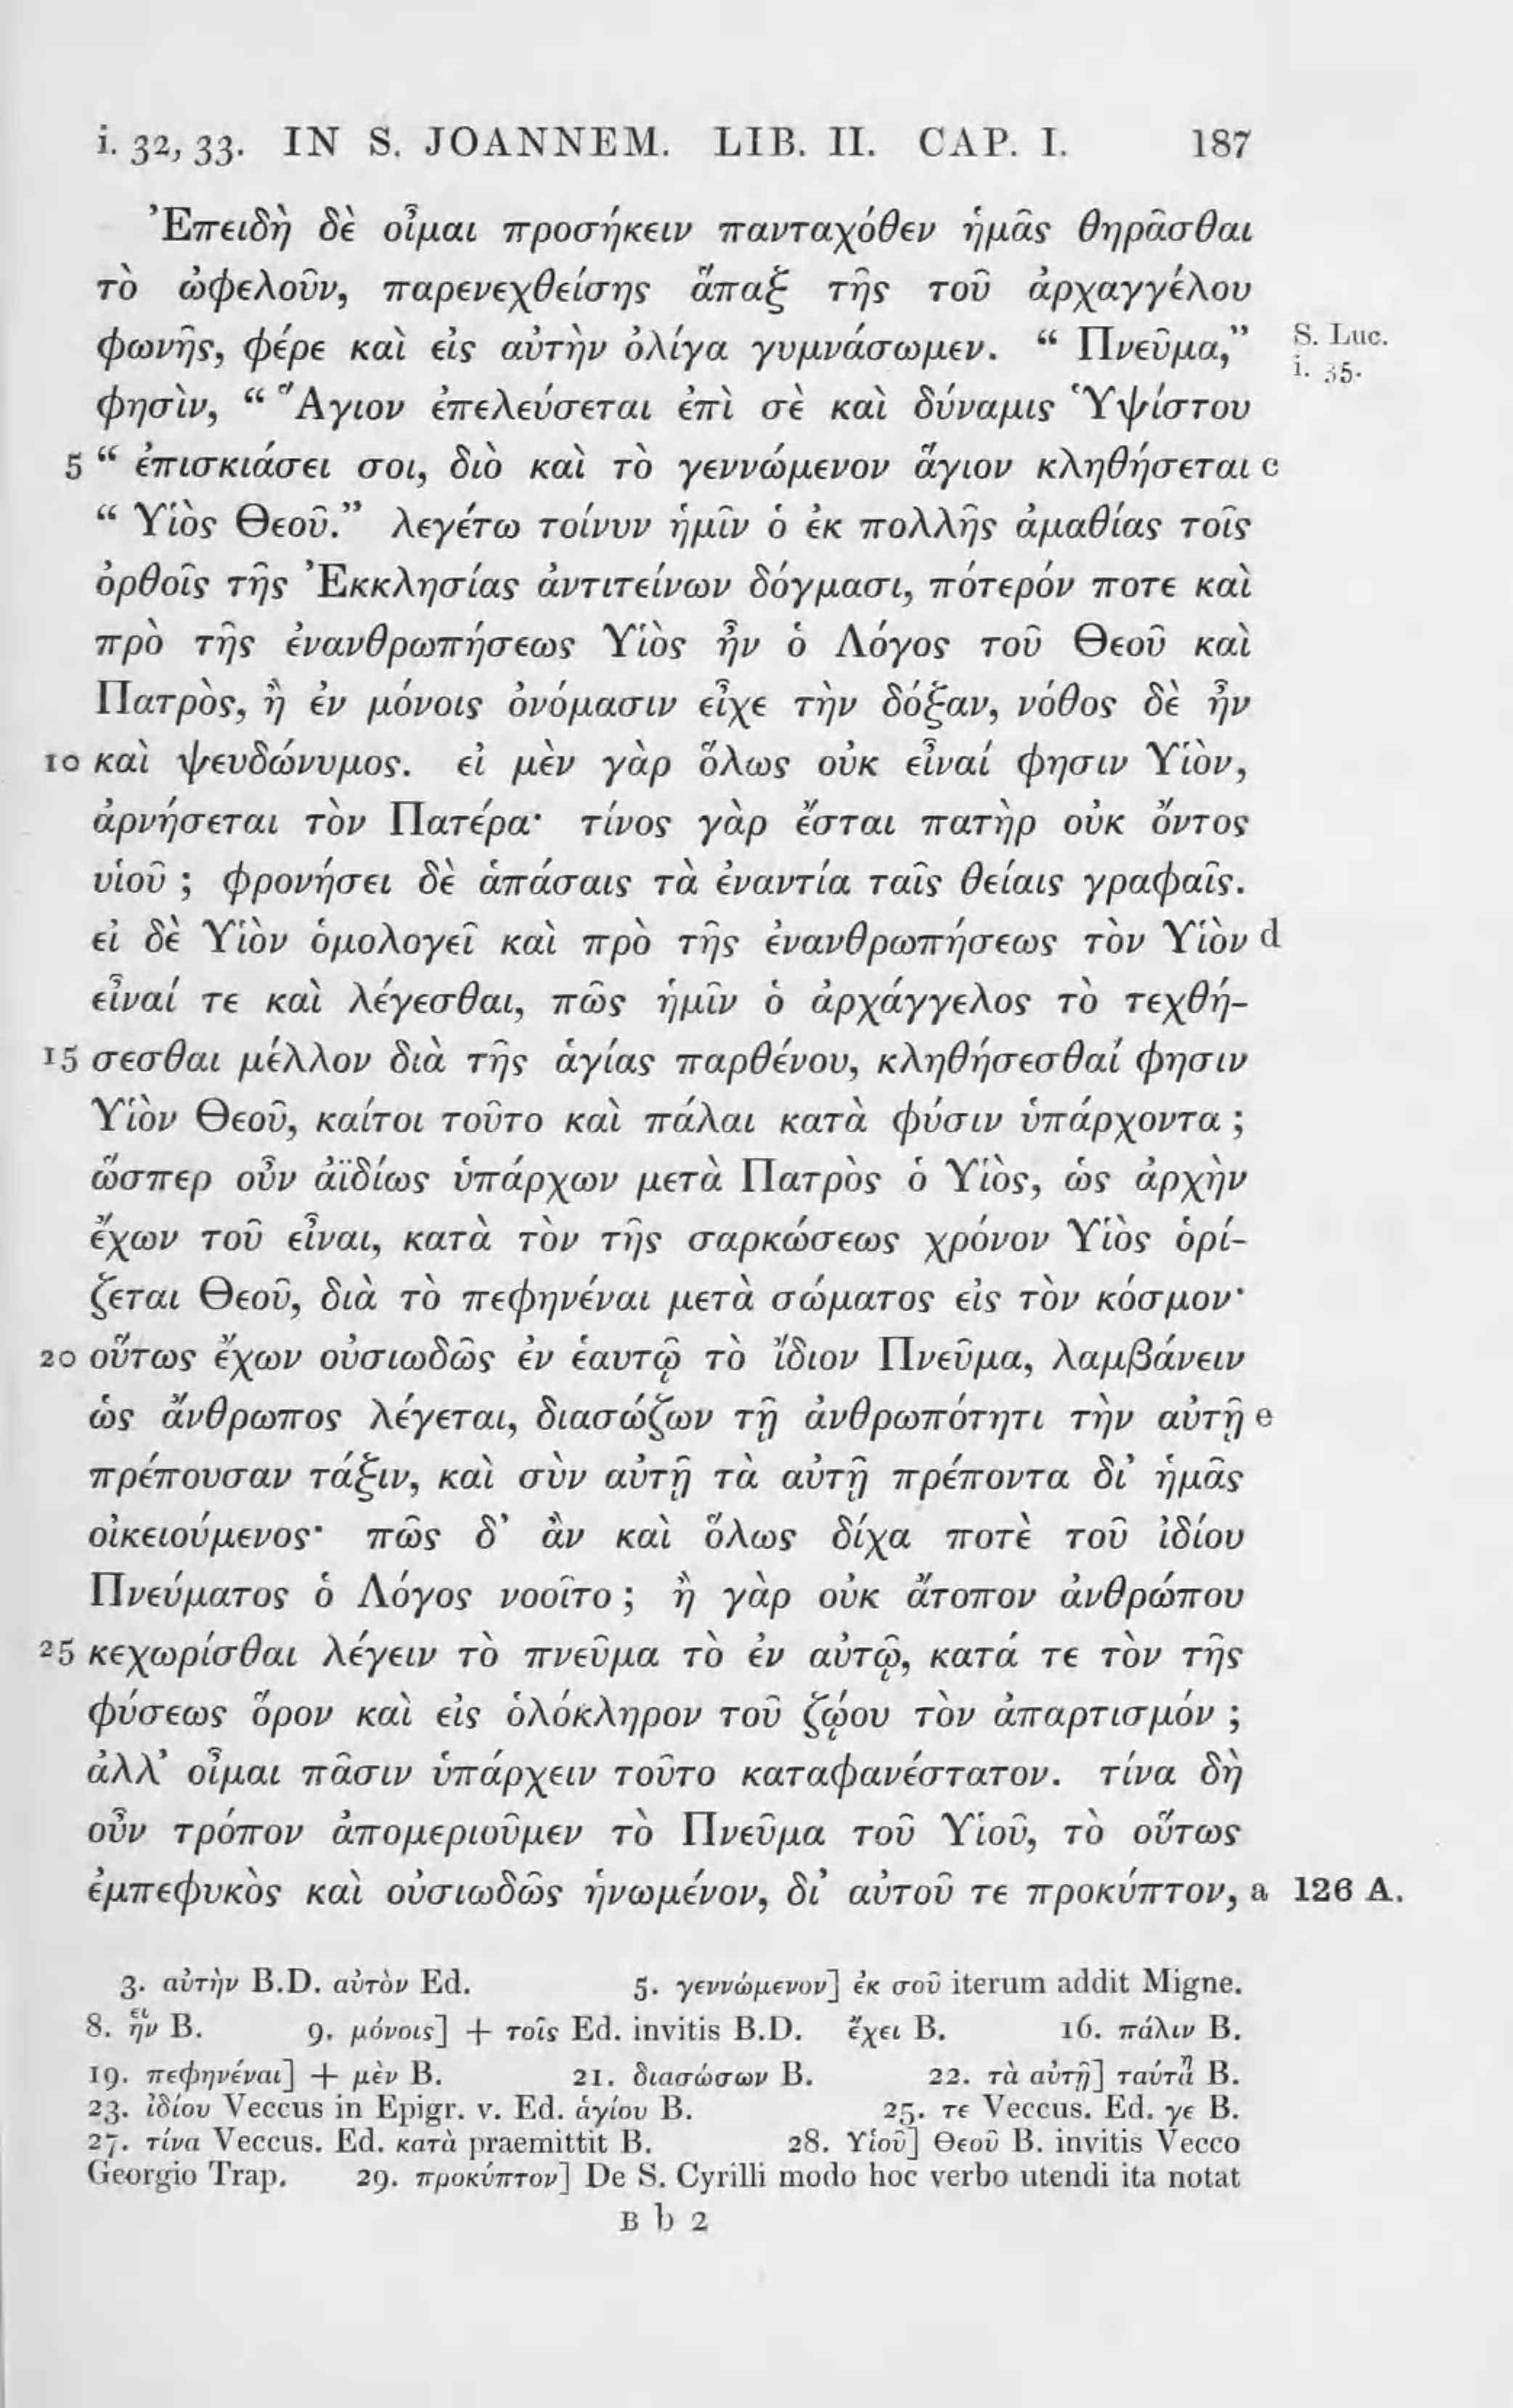 i. 32, 33. IN S. JOANNEM. LIB. II. CAP. I. 187
Ἐπειδὴ δὲ οἶμαι προσήκειν πανταχόθεν ἡμᾶς θηρᾶσθαι
τὸ ὠφελοῦν, παρενεχθείσης ἅπαξ τῆς τοῦ ἀρχαγγέλου
φωνῆς, φέρε καὶ εἰς αὐτὴν ὀλίγα γυμνάσωμεν. “ Πνεῦμα,” S. Luc. i. 35.
φησὶν, “ Ἅγιον ἐπελεύσεται ἐπὶ σὲ καὶ δύναμις Ὑψίστου
5 “ ἐπισκιάσει σοι, διὸ καὶ τὸ γεννώμενον ἅγιον κληθήσεται c
“ Υἱὸς Θεοῦ.” λεγέτω τοίνυν ἡμῖν ὁ ἐκ πολλῆς ἀμαθίας τοῖς
ὀρθοῖς τῆς Ἐκκλησίας ἀντιτείνων δόγμασι, πότερόν ποτε καὶ
πρὸ τῆς ἐνανθρωπήσεως Υἱὸς ἦν ὁ Λόγος τοῦ Θεοῦ καὶ
Πατρὸς, ἢ ἐν μόνοις ὀνόμασιν εἶχε τὴν δόξαν, νόθος δὲ ἦν
10 καὶ ψευδώνυμος. εἰ μὲν γὰρ ὅλως οὐκ εἶναί φησιν Υἱὸν,
ἀρνήσεται τὸν Πατέρα· τίνος γὰρ ἔσται πατὴρ οὐκ ὄντος
υἱοῦ ; φρονήσει δὲ ἁπάσαις τὰ ἐναντία ταῖς θείαις γραφαῖς.
εἰ δὲ Υἱὸν ὁμολογεῖ καὶ πρὸ τῆς ἐνανθρωπήσεως τὸν Υἱὸν d
εἶναί τε καὶ λέγεσθαι, πῶς ἡμῖν ὁ ἀρχάγγελος τὸ τεχθή-
15 σεσθαι μέλλον διὰ τῆς ἁγίας παρθένου, κληθήσεσθαί φησιν
Υἱὸν Θεοῦ, καίτοι τοῦτο καὶ πάλαι κατὰ φύσιν ὑπάρχοντα ;
ὥσπερ οὖν ἀϊδίως ὑπάρχων μετὰ Πατρὸς ὁ Υἱὸς, ὡς ἀρχὴν
ἔχων τοῦ εἶναι, κατὰ τὸν τῆς σαρκώσεως χρόνον Υἱὸς ὁρί-
ζεται Θεοῦ, διὰ τὸ πεφηνέναι μετὰ σώματος εἰς τὸν κόσμον·
20 οὕτως ἔχων οὐσιωδῶς ἐν ἑαυτῷ τὸ ἴδιον Πνεῦμα, λαμβάνειν
ὡς ἄνθρωπος λέγεται, διασώζων τῇ ἀνθρωπότητι τὴν αὐτῇ e
πρέπουσαν τάξιν, καὶ σὺν αὐτῇ τὰ αὐτῇ πρέποντα δι’ ἡμᾶς
οἰκειούμενος· πῶς δ’ ἂν καὶ ὅλως δίχα ποτὲ τοῦ ἰδίου
Πνεύματος ὁ Λόγος νοοῖτο ; ἢ γὰρ οὐκ ἄτοπον ἀνθρώπου
25 κεχωρίσθαι λέγειν τὸ πνεῦμα τὸ ἐν αὐτῷ, κατά τε τὸν τῆς
φύσεως ὅρον καὶ εἰς ὁλόκληρον τοῦ ζῴου τὸν ἀπαρτισμόν ;
ἀλλ’ οἶμαι πᾶσιν ὑπάρχειν τοῦτο καταφανέστατον. τίνα δὴ
οὖν τρόπον ἀπομεριοῦμεν τὸ Πνεῦμα τοῦ Υἱοῦ, τὸ οὕτως
ἐμπεφυκὸς καὶ οὐσιωδῶς ἡνωμένον, δι’ αὐτοῦ τε προκύπτον, a 126 A.
3. αὐτὴν B.D. αὐτὸν Ed. 5. γεννώμενον] ἐκ σοῦ iterum addit Migne.
8. εἰ ἦν B. 9. μόνοις] + τοῖς Ed. invitis B.D. ἔχει B. 16. πάλιν B.
19. πεφηνέναι] + μὲν B. 21. διασώσων B. 22. τὰ αὐτῇ] ταύτῃ B.
23. ἰδίου Veccus in Epigr. v. Ed. ἁγίου B. 25. τε Veccus. Ed. γε B.
27. τίνα Veccus. Ed. κατὰ praemittit B. 28. Υἱοῦ] Θεοῦ B. invitis Vecco
Georgio Trap. 29. προκύπτον] De S. Cyrilli modo hoc verbo utendi ita notat
B b 2